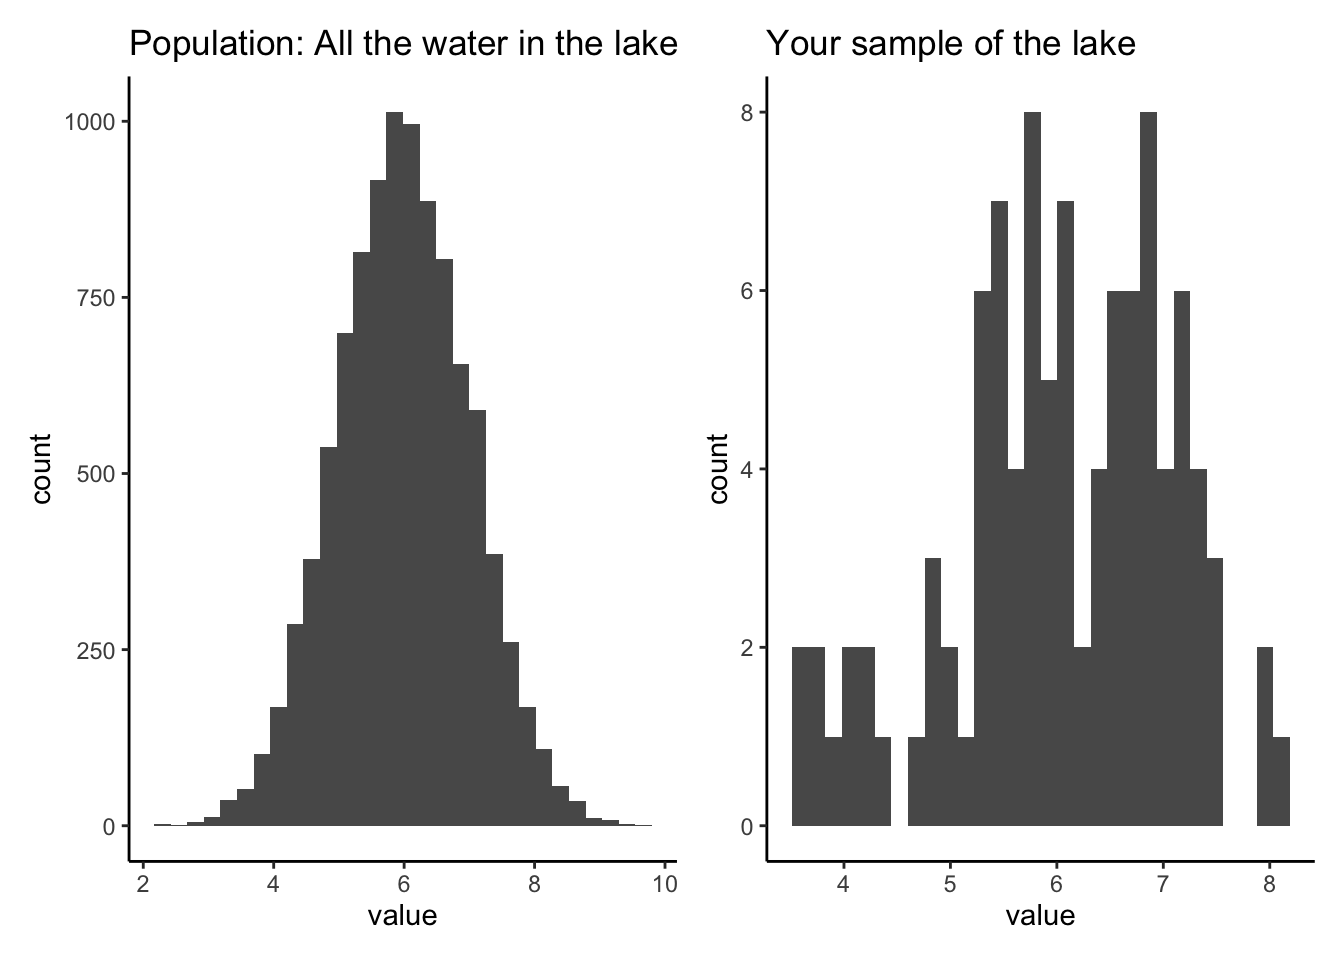 Population: All the water in the lake
1000
750
500
250
0
count
2 4 6 8 10
value
Your sample of the lake
8
6
4
2
0
count
4 5 6 7 8
value